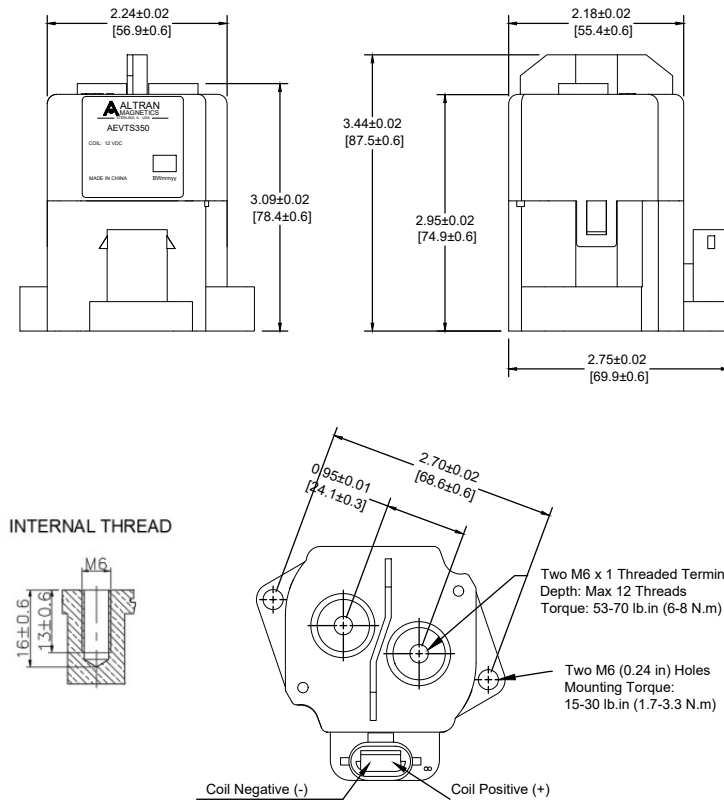 2.24±0.02
[56.9±0.6]
2.18±0.02
[55.4±0.6]
ALTRAN
MAGNETICS
STERLING, IL USA
AEVTS350
COIL: 12 VDC
MADE IN CHINA
BWmmyy
3.09±0.02
[78.4±0.6]
3.44±0.02
[87.5±0.6]
2.95±0.02
[74.9±0.6]
2.75±0.02
[69.9±0.6]
2.70±0.02
[68.6±0.6]
0.95±0.01
[24.1±0.3]
INTERNAL THREAD
M6
16±0.6
13±0.6
Two M6 x 1 Threaded Termin
Depth: Max 12 Threads
Torque: 53-70 lb.in (6-8 N.m)
Two M6 (0.24 in) Holes
Mounting Torque:
15-30 lb.in (1.7-3.3 N.m)
Coil Negative (-)
Coil Positive (+)